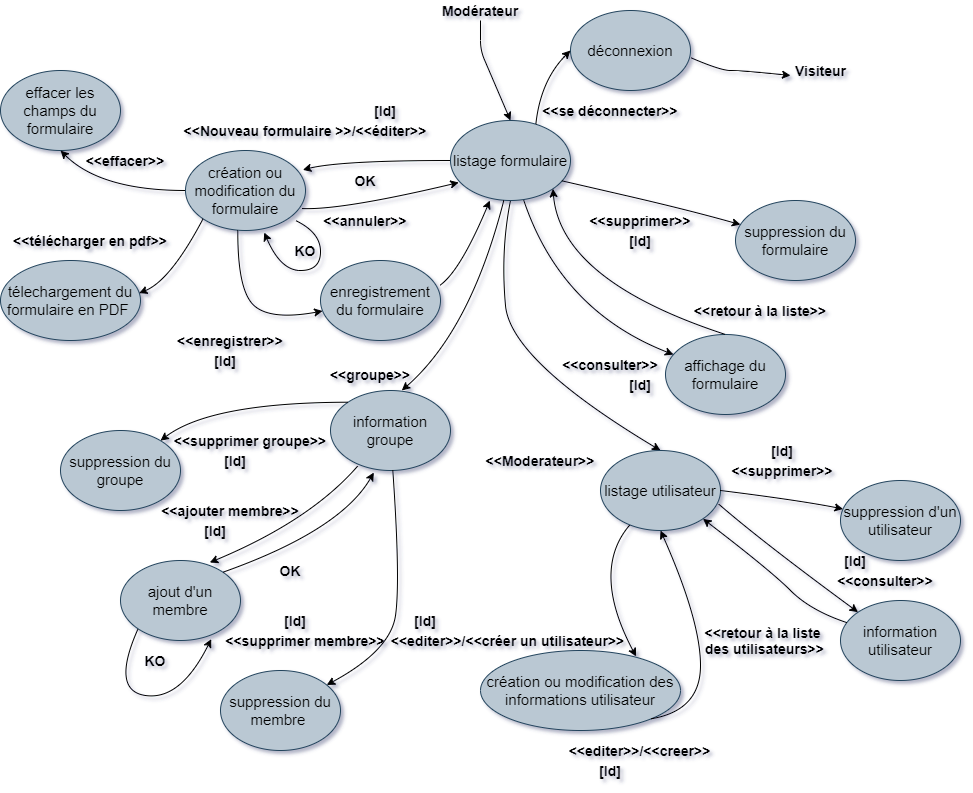 Modérateur
déconnexion
Visiteur
effacer les
champs du
formulaire
[Id]
<<se déconnecter>>
<<Nouveau formulaire >>/<<éditer>>
<<effacer>>
listage formulaire
création ou
modification du
formulaire
OK
<<annuler>>
<<supprimer>>
[Id]
suppression du
formulaire
<<télécharger en pdf>>
KO
télechargement du
formulaire en PDF
enregistrement
du formulaire
<<retour à la liste>>
<<enregistrer>>
[Id]
<<consulter>>
[Id]
affichage du
formulaire
<<groupe>>
information
groupe
<<supprimer groupe>>
[Id]
suppression du
groupe
<<Moderateur>>
[Id]
<<supprimer>>
listage utilisateur
suppression d'un
utilisateur
<<ajouter membre>>
[Id]
OK
[Id]
<<consulter>>
ajout d'un
membre
KO
[Id]
<<supprimer membre>>
[Id]
<<editer>>/<<créer un utilisateur>>
<<retour à la liste
des utilisateurs>>
information
utilisateur
suppression du
membre
création ou modification des
informations utilisateur
<<editer>>/<<creer>>
[Id]